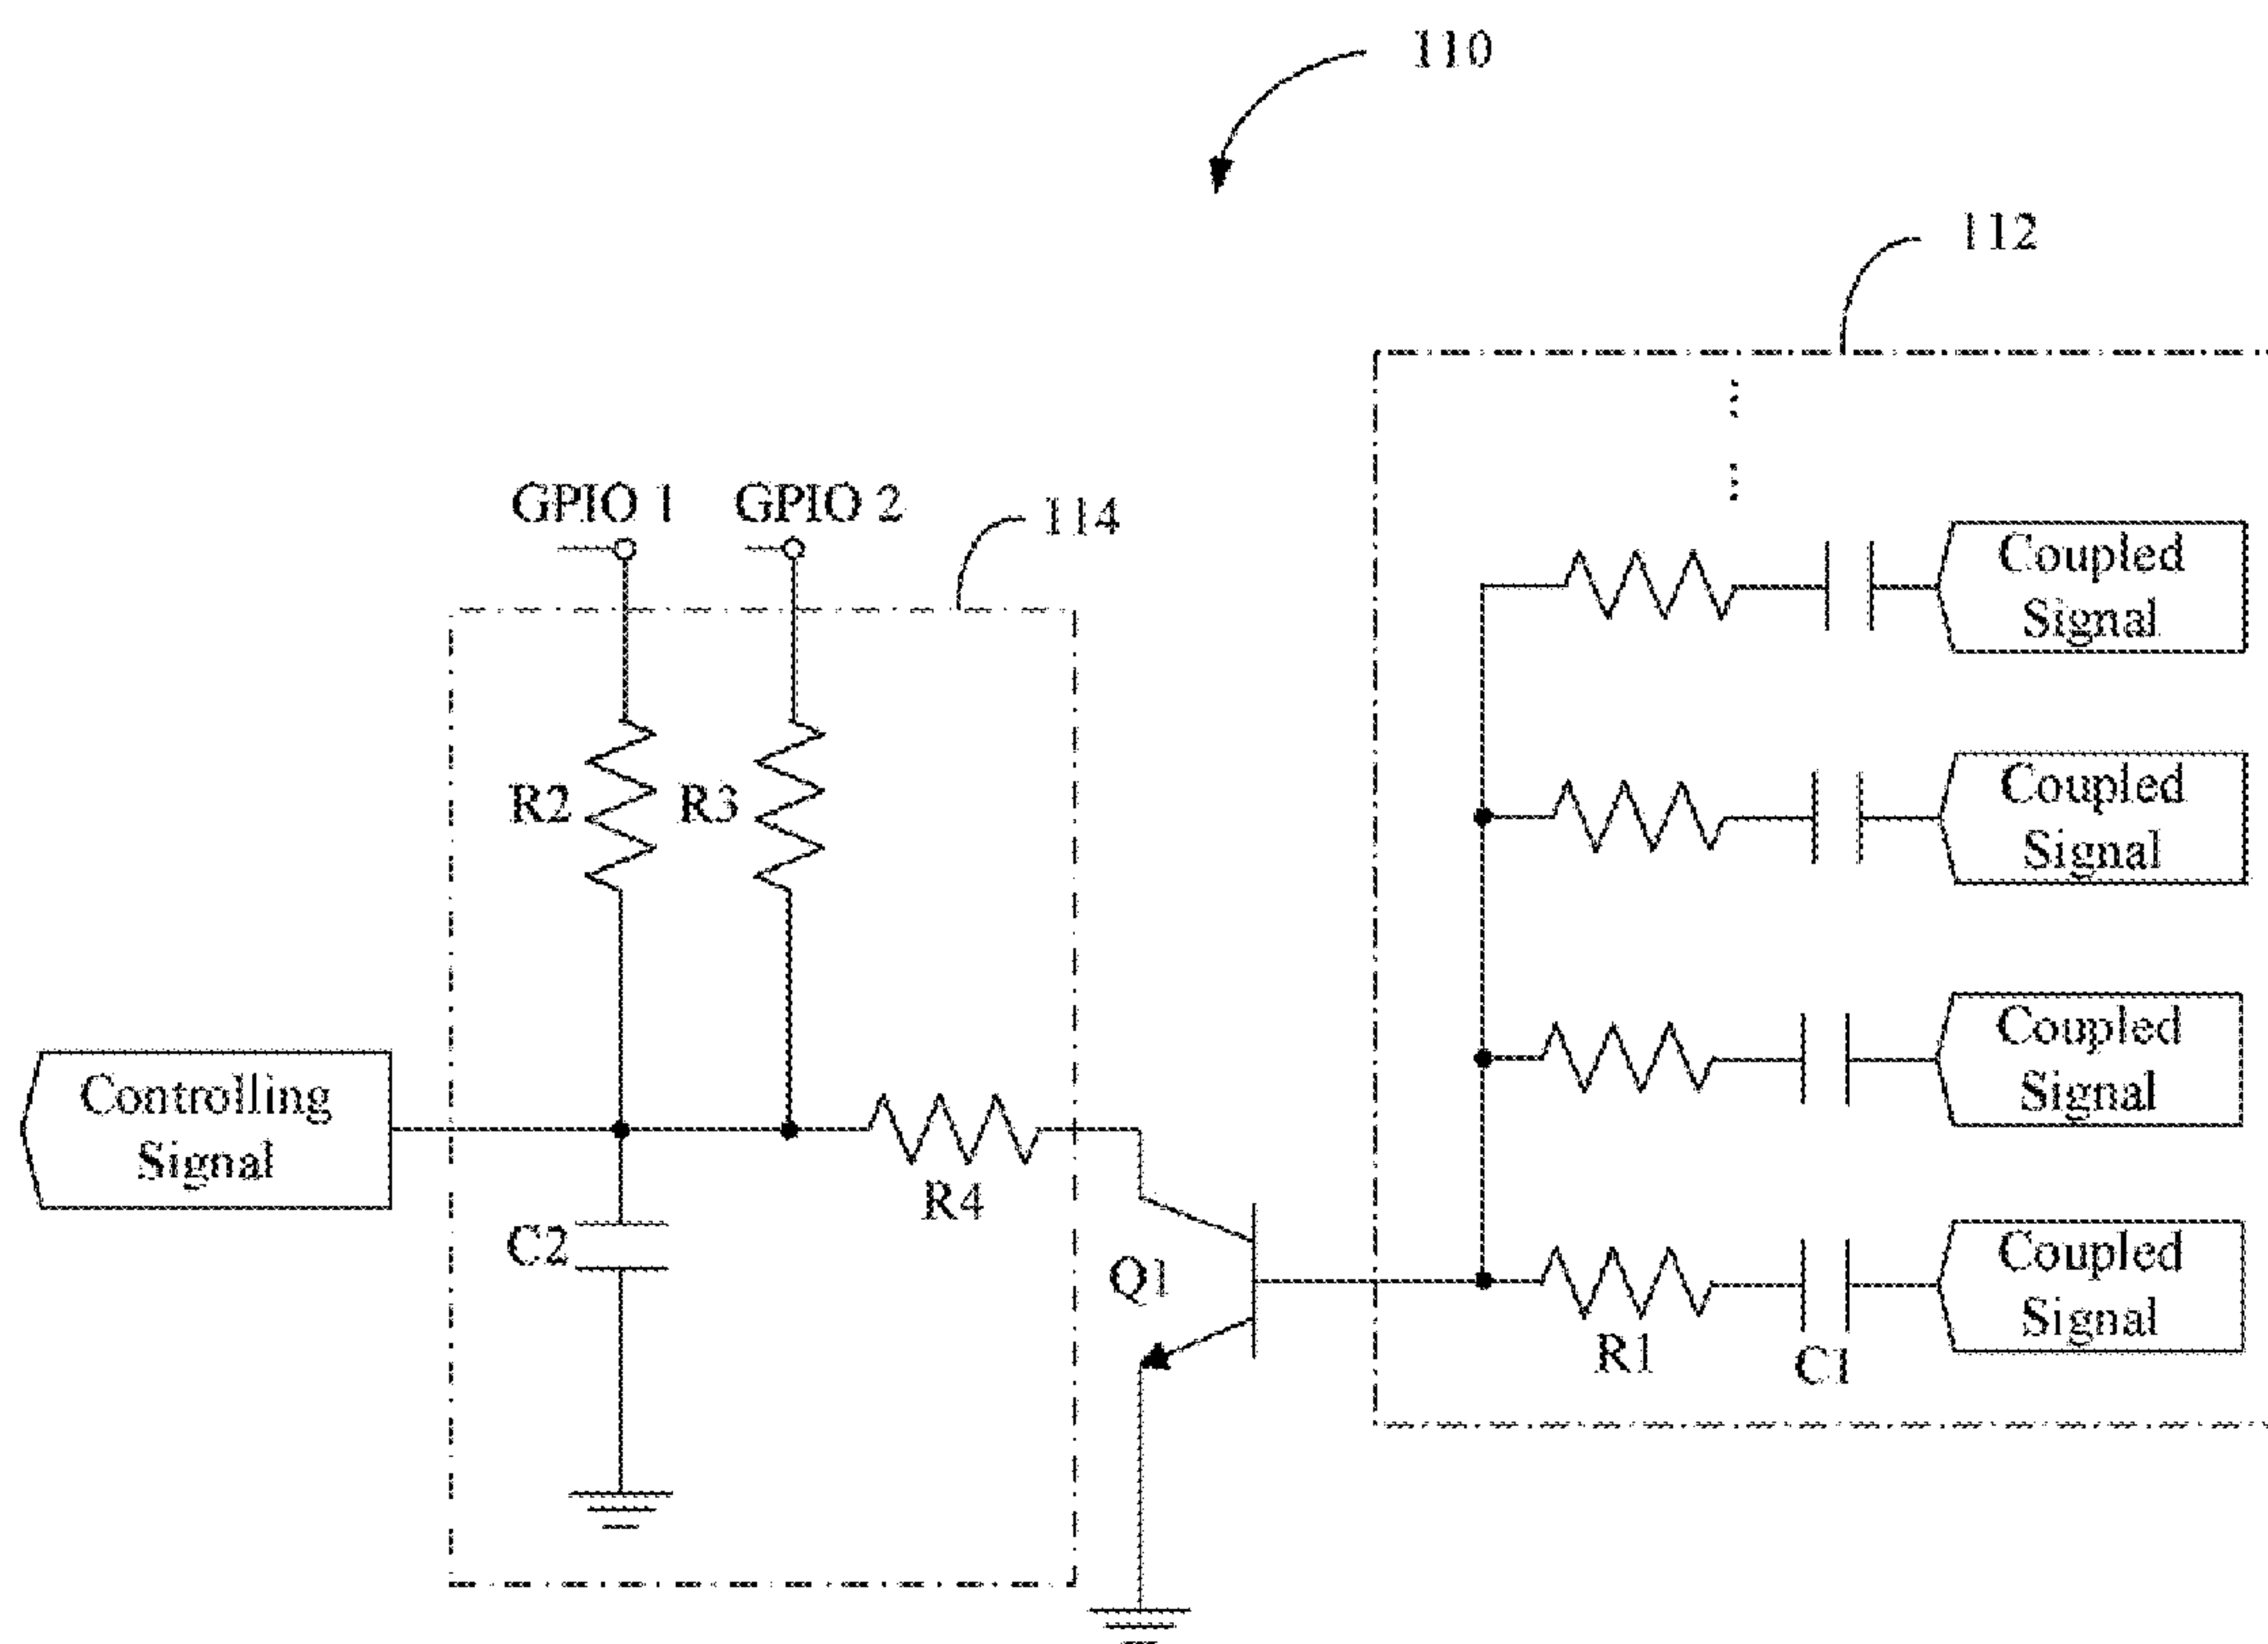 110
112
GPIO 1 GPIO 2
114
Coupled
Signal
R2 R3
Coupled
Signal
Controlling
Signal
Coupled
Signal
R4
C2
Q1
Coupled
Signal
R1
C1